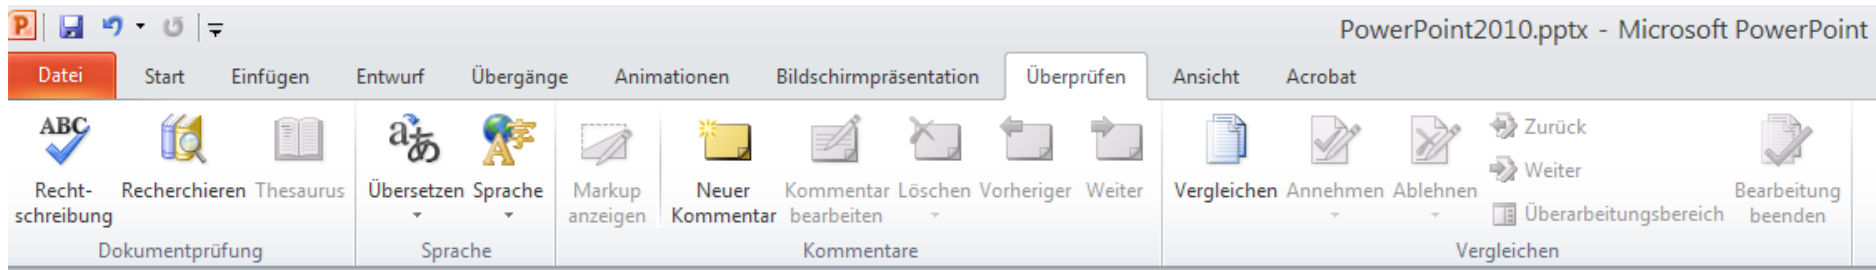 PowerPoint2010.pptx - Microsoft PowerPoint
Datei Start Einfügen Entwurf Übergänge Animationen Bildschirmpräsentation Überprüfen Ansicht Acrobat
ABC
aあ
A
Recht-
schreibung
Recherchieren
Thesaurus
Dokumentprüfung
Übersetzen
Sprache
Sprache
Markup
anzeigen
Neuer
Kommentar
Kommentar
bearbeiten
Löschen
Vorheriger
Weiter
Kommentare
Vergleichen
Annehmen
Ablehnen
Zurück
Weiter
Überarbeitungsbereich
Bearbeitung
beenden
Vergleichen